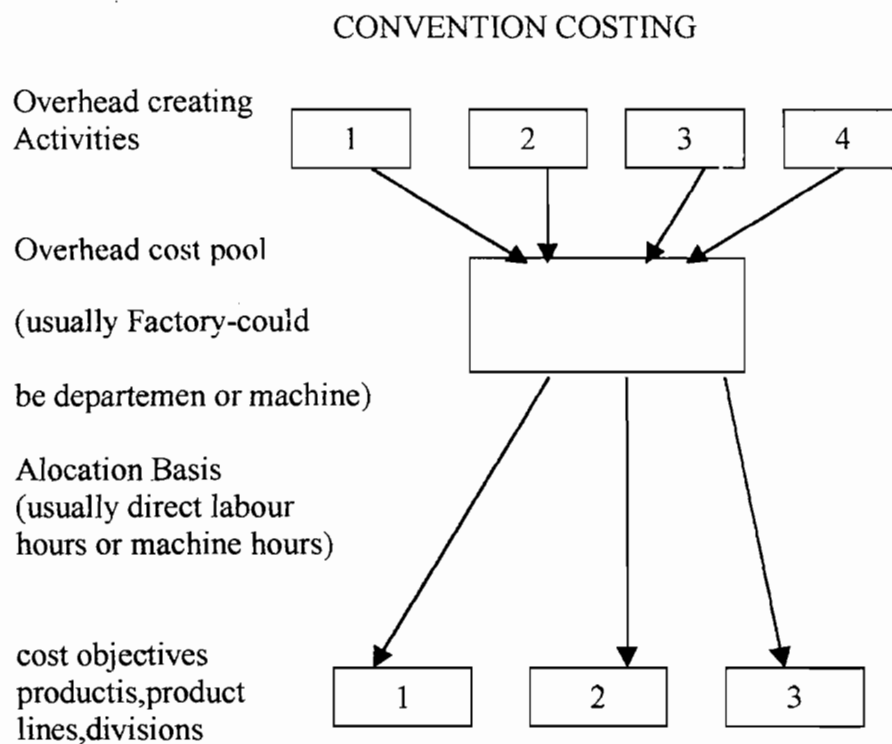 CONVENTION COSTING
Overhead creating
Activities
1 2 3 4
Overhead cost pool
(usually Factory-could
be departemen or machine)
Alocation Basis
(usually direct labour
hours or machine hours)
cost objectives
productis,product
lines,divisions
1 2 3